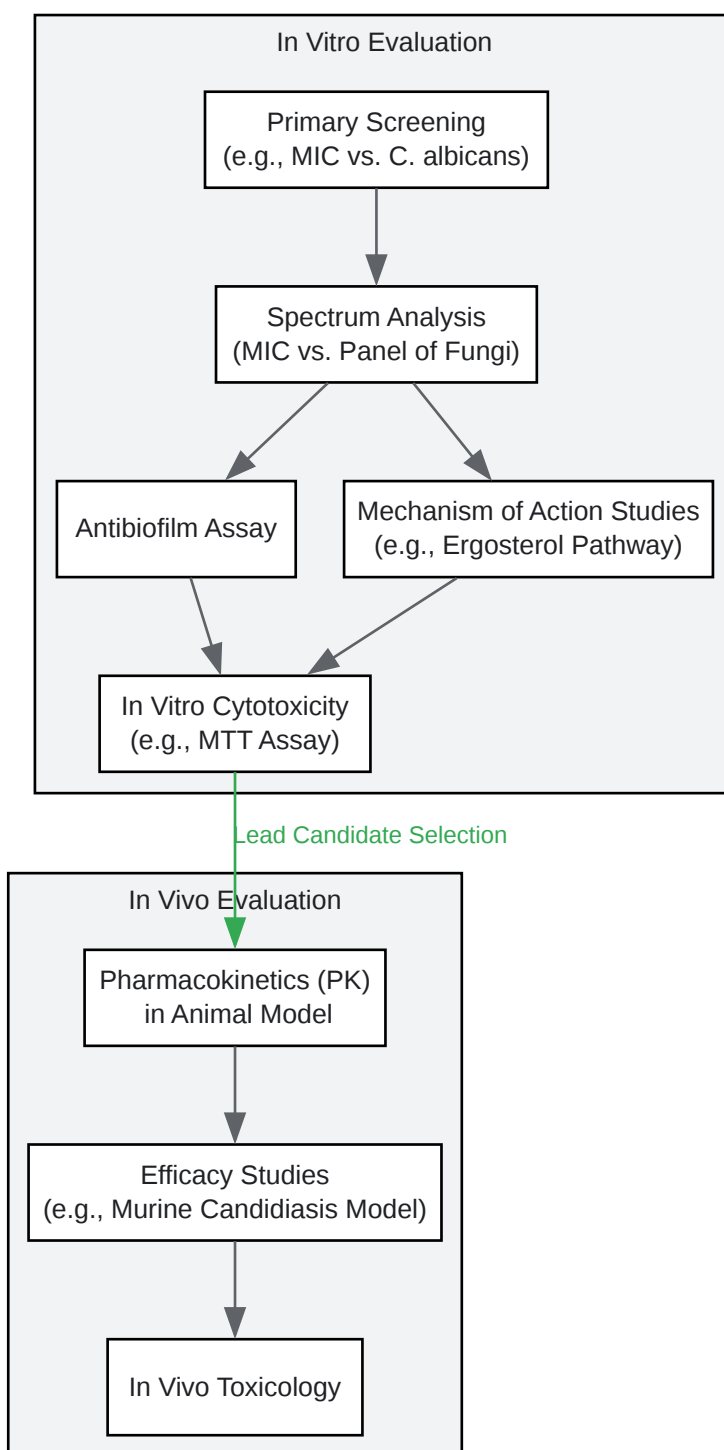 In Vitro Evaluation
Primary Screening
(e.g., MIC vs. C. albicans)
Spectrum Analysis
(MIC vs. Panel of Fungi)
Antibiofilm Assay
Mechanism of Action Studies
(e.g., Ergosterol Pathway)
In Vitro Cytotoxicity
(e.g., MTT Assay)
Lead Candidate Selection
In Vivo Evaluation
Pharmacokinetics (PK)
in Animal Model
Efficacy Studies
(e.g., Murine Candidiasis Model)
In Vivo Toxicology